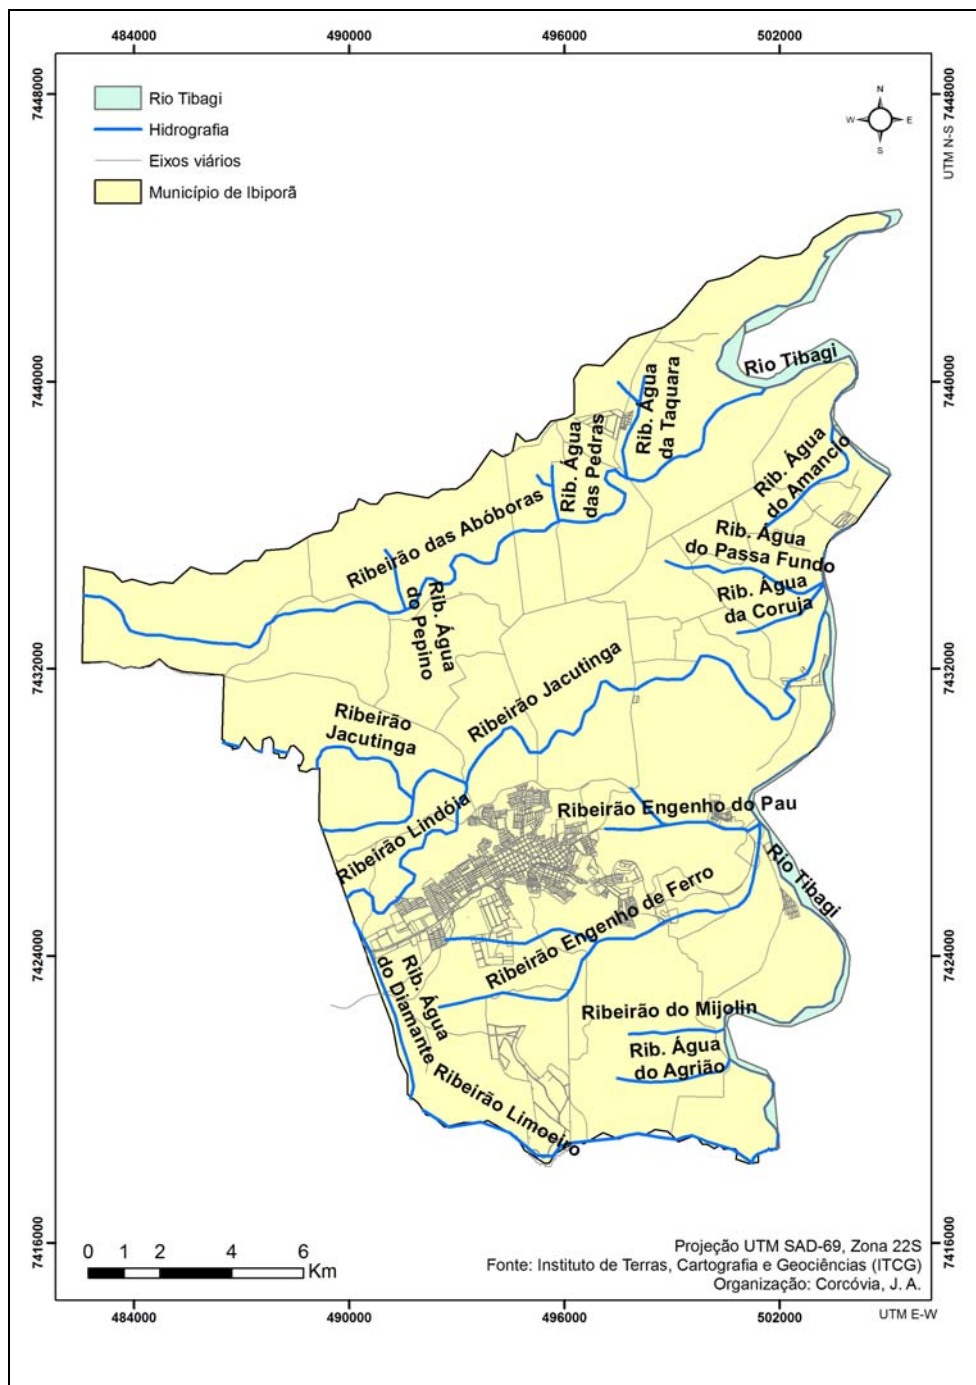 484000 490000 496000 502000
7448000
7448000
UTM N-S
Rio Tibagi
Hidrografia
Eixos viários
Município de Ibiporã
N
W E
S
Rio Tibagi
7440000
7440000
Rib. Água
da Taquara
Rib. Água
das Pedras
Rib. Água
do Amancio
Ribeirão das Abóboras
Rib. Água
do Passa Fundo
Rib. Água
da Coruja
Rib. Água
do Pepino
7432000
7432000
Ribeirão Jacutinga
Ribeirão
Jacutinga
Ribeirão Lindóia
Ribeirão Engenho do Pau
Rio Tibagi
Ribeirão Engenho de Ferro
7424000
7424000
Rib. Água
do Diamante
Ribeirão do Mijolin
Rib. Água
do Agrião
Ribeirão Limoeiro
7416000
7416000
0 1 2 4 6
Km
Projeção UTM SAD-69, Zona 22S
Fonte: Instituto de Terras, Cartografia e Geociências (ITCG)
Organização: Corcóvia, J. A.
484000 490000 496000 502000
UTM E-W